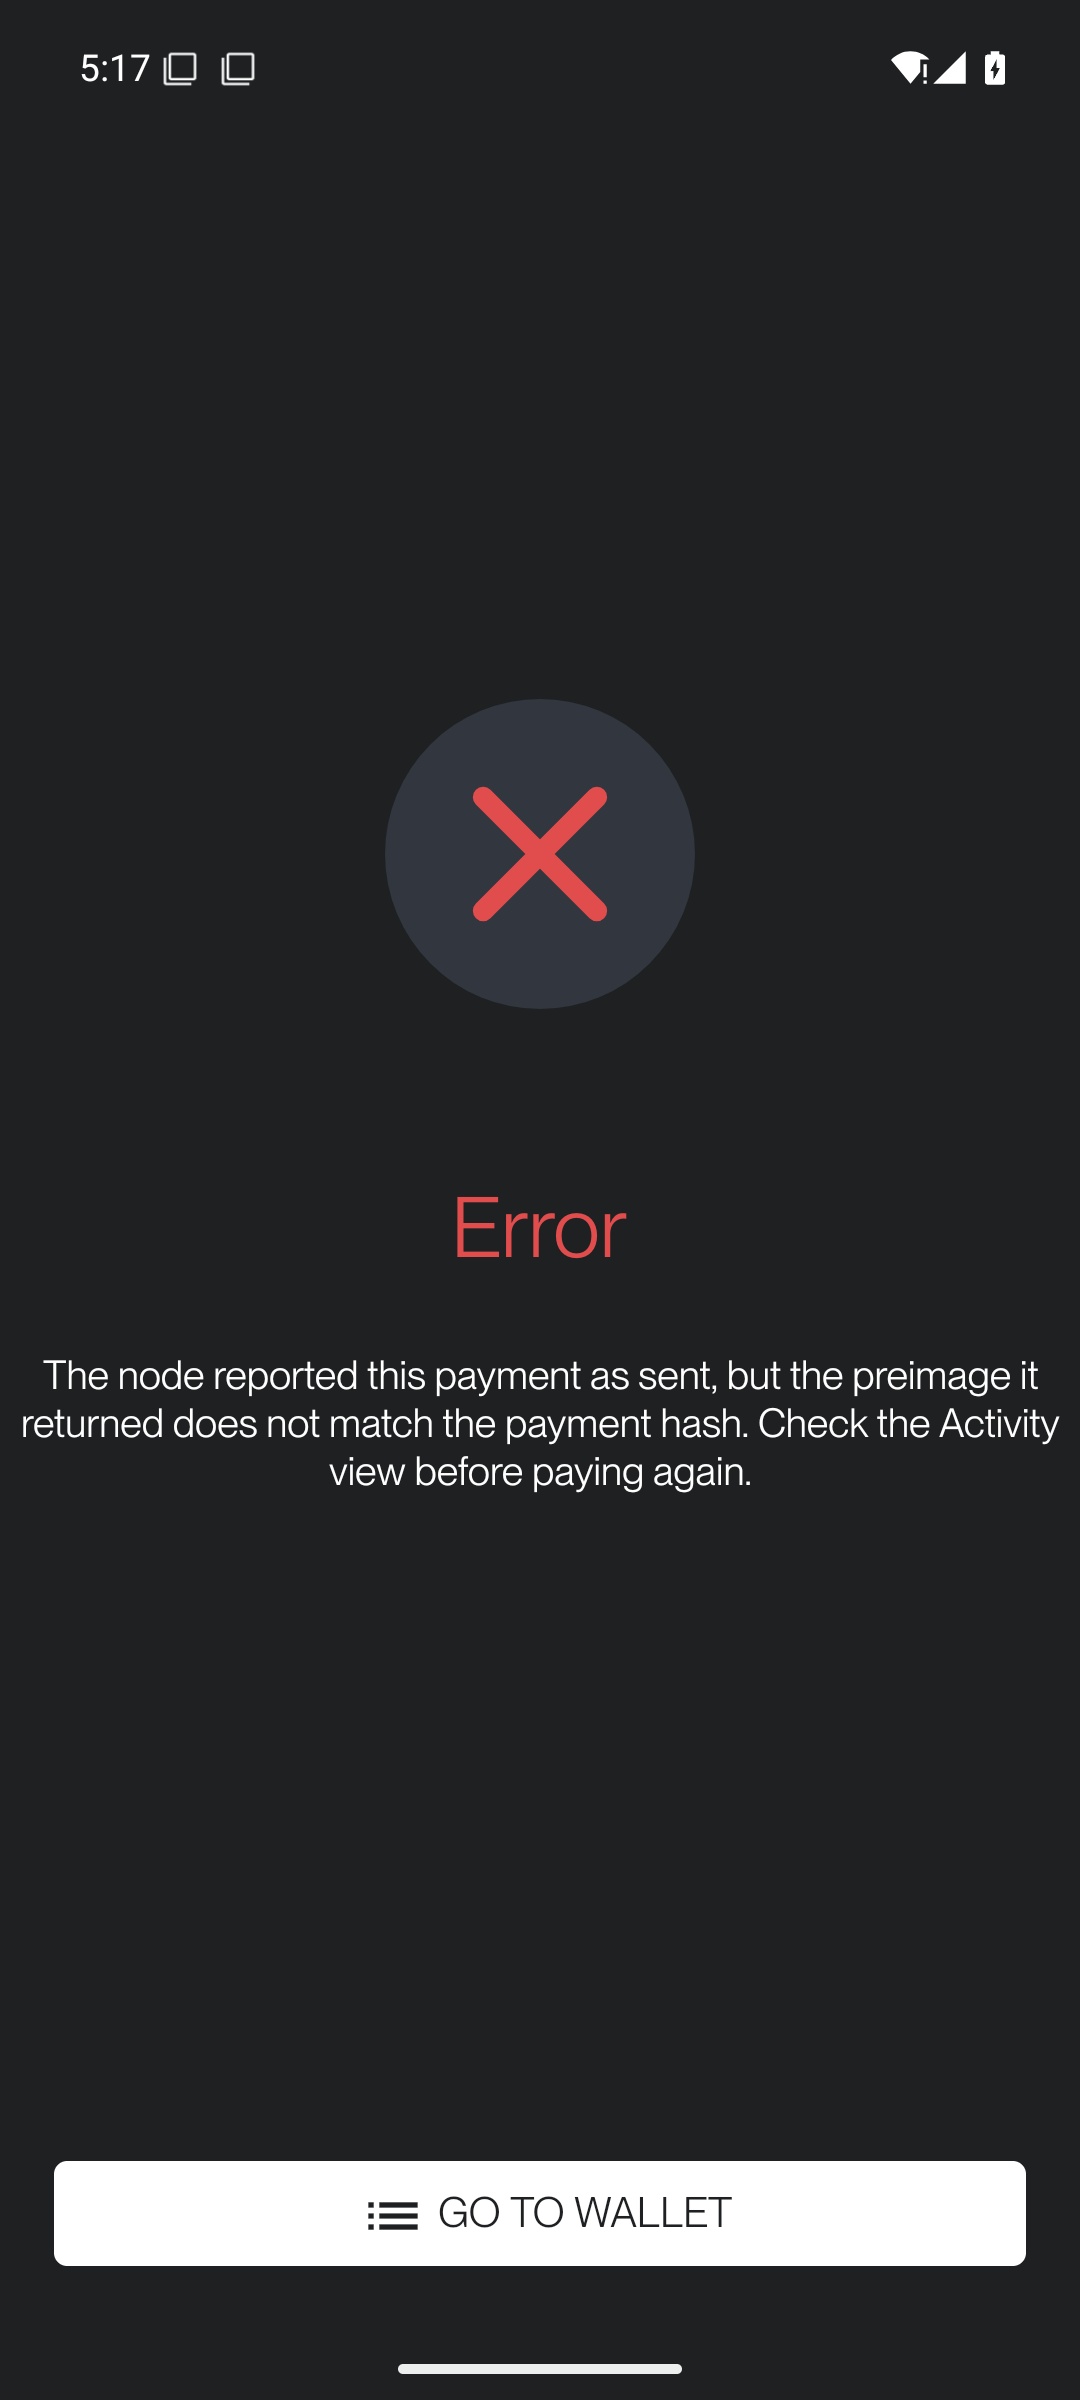 5:17
Error
The node reported this payment as sent, but the preimage it
returned does not match the payment hash. Check the Activity
view before paying again.
GO TO WALLET